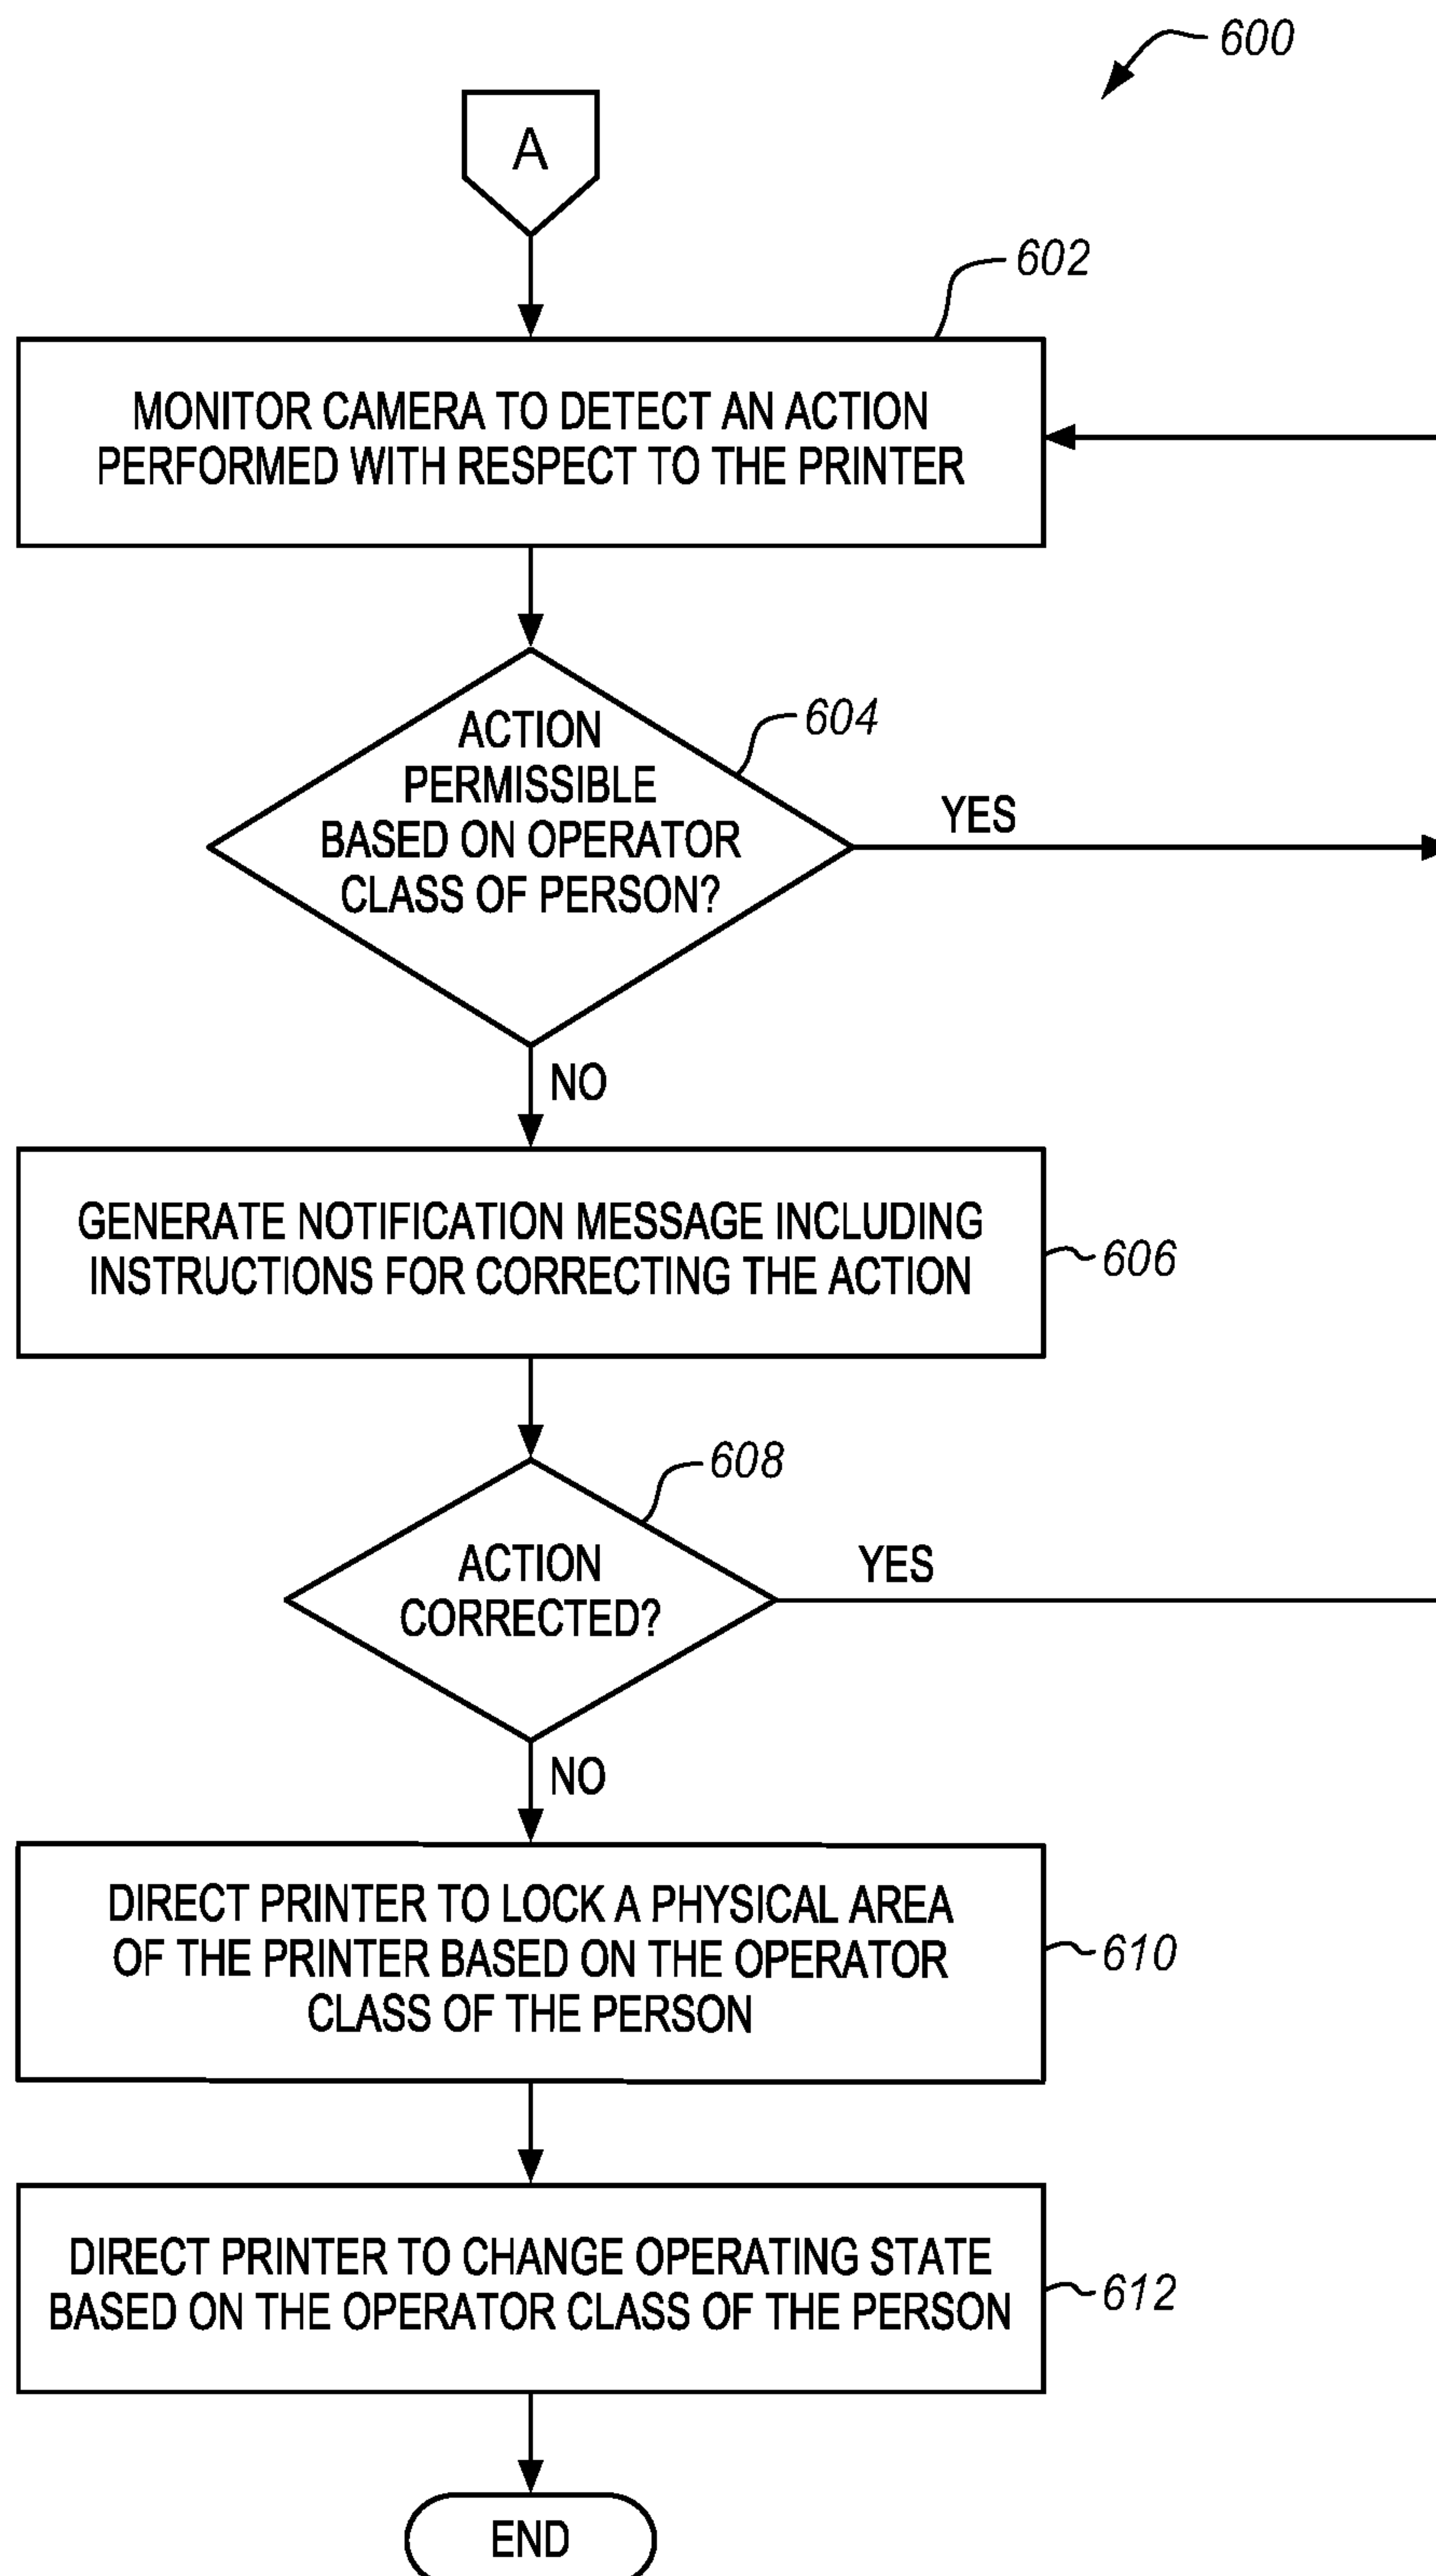 600
A
602
MONITOR CAMERA TO DETECT AN ACTION
PERFORMED WITH RESPECT TO THE PRINTER
604
ACTION
PERMISSIBLE
BASED ON OPERATOR
CLASS OF PERSON?
YES
NO
GENERATE NOTIFICATION MESSAGE INCLUDING
INSTRUCTIONS FOR CORRECTING THE ACTION
606
608
ACTION
CORRECTED?
YES
NO
DIRECT PRINTER TO LOCK A PHYSICAL AREA
OF THE PRINTER BASED ON THE OPERATOR
CLASS OF THE PERSON
610
DIRECT PRINTER TO CHANGE OPERATING STATE
BASED ON THE OPERATOR CLASS OF THE PERSON
612
END